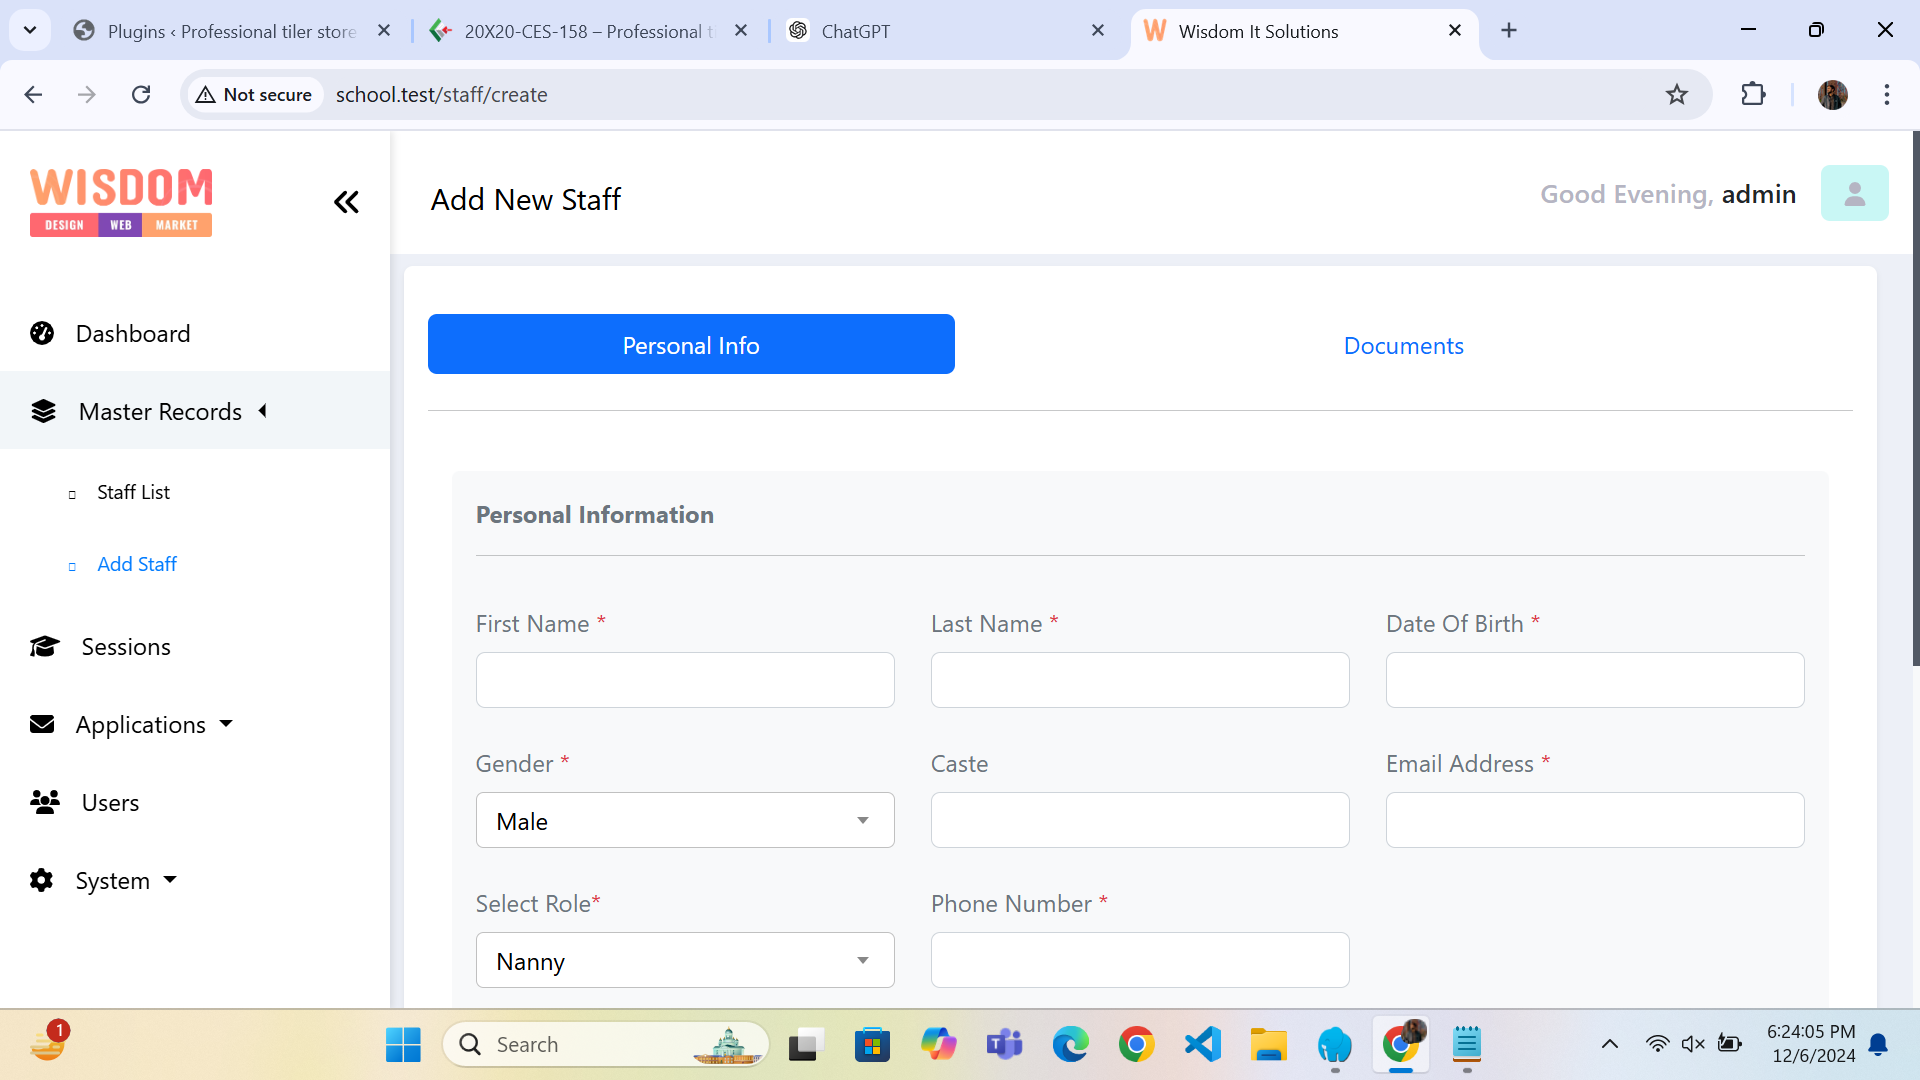 Plugins ‹ Professional tiler store
20X20-CES-158 – Professional t
ChatGPT
Wisdom It Solutions
Not secure
school.test/staff/create
WISDOM
DESIGN WEB MARKET
Add New Staff
Good Evening, admin
Dashboard
Master Records
Staff List
Add Staff
Sessions
Applications
Users
System
Personal Info
Documents
Personal Information
First Name *
Last Name *
Date Of Birth *
Gender *
Caste
Email Address *
Male
Select Role*
Phone Number *
Nanny
1
Search
6:24:05 PM
12/6/2024